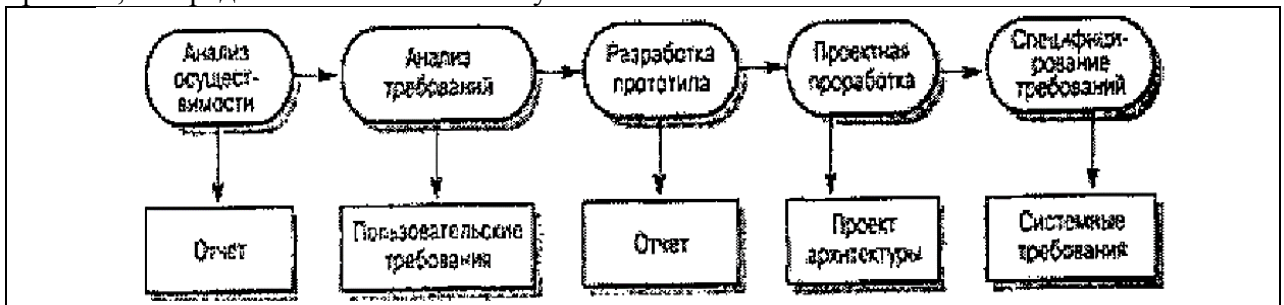 Анализ
осущест-
вимости
Анализ
требований
Разработка
прототипа
Проектная
проработка
Специфици-
рование
требований
Отчет
Пользовательские
требования
Отчет
Проект
архитектуры
Системные
требования